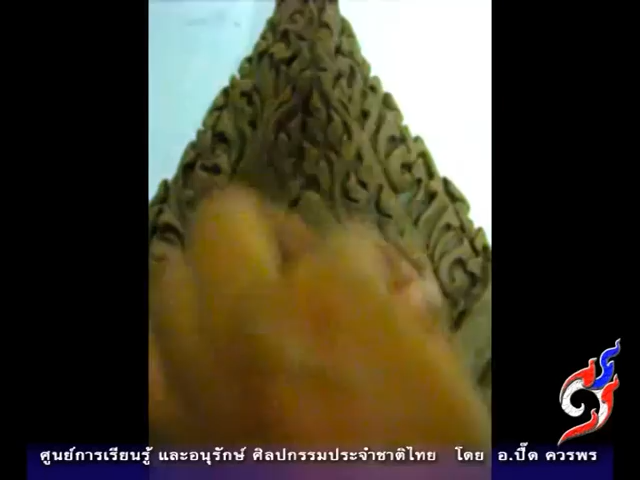 ศูนย์การเรียนรู้ และอนุรักษ์ ศิลปกรรมประจำชาติไทย โดย อ.ปื๊ด ควรพร